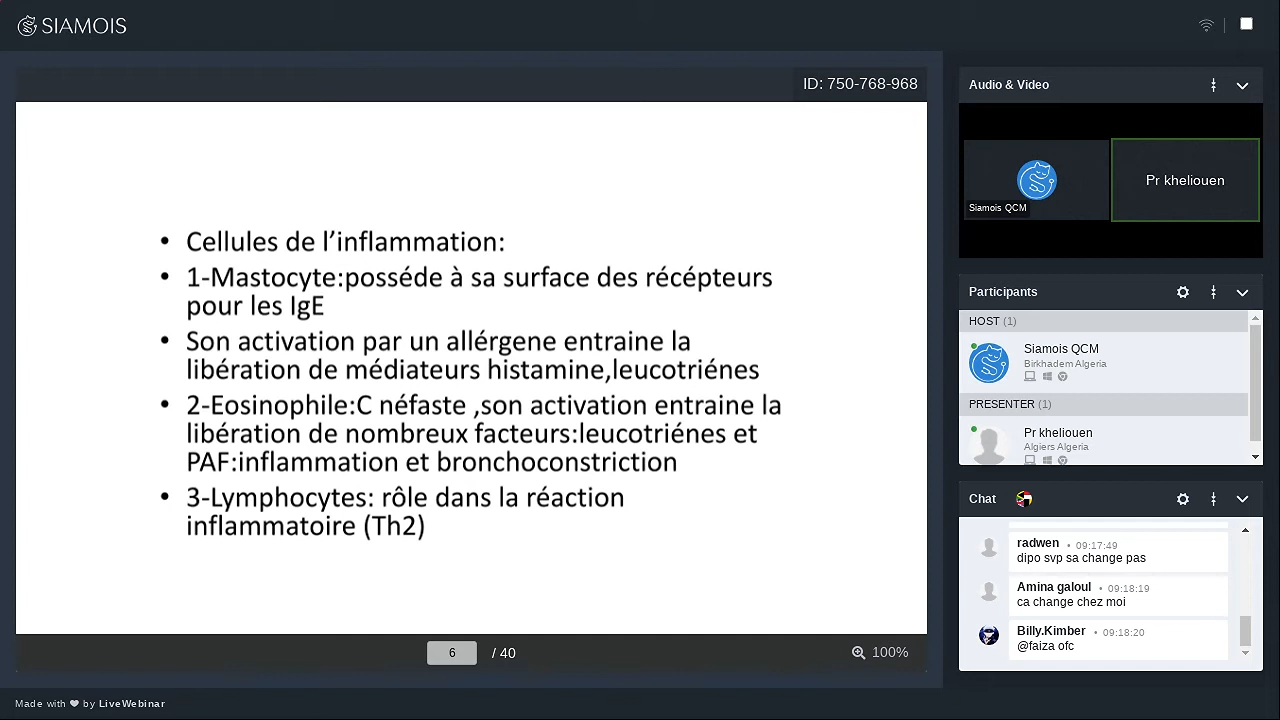 SIAMOIS
ID: 750-768-968
• Cellules de l’inflammation:
• 1-Mastocyte:posséde à sa surface des récépteurs
pour les IgE
• Son activation par un allérgene entraine la
libération de médiateurs histamine,leucotriénes
• 2-Eosinophile:C néfaste ,son activation entraine la
libération de nombreux facteurs:leucotriénes et
PAF:inflammation et bronchoconstriction
• 3-Lymphocytes: rôle dans la réaction
inflammatoire (Th2)
6 / 40
100%
Made with ❤ by LiveWebinar
Audio & Video
Siamois QCM
Pr kheliouen
Participants
HOST (1)
Siamois QCM
Birkhadem Algeria
PRESENTER (1)
Pr kheliouen
Algiers Algeria
Chat
radwen • 09:17:49
dipo svp sa change pas
Amina galoul • 09:18:19
ca change chez moi
Billy.Kimber • 09:18:20
@faiza ofc